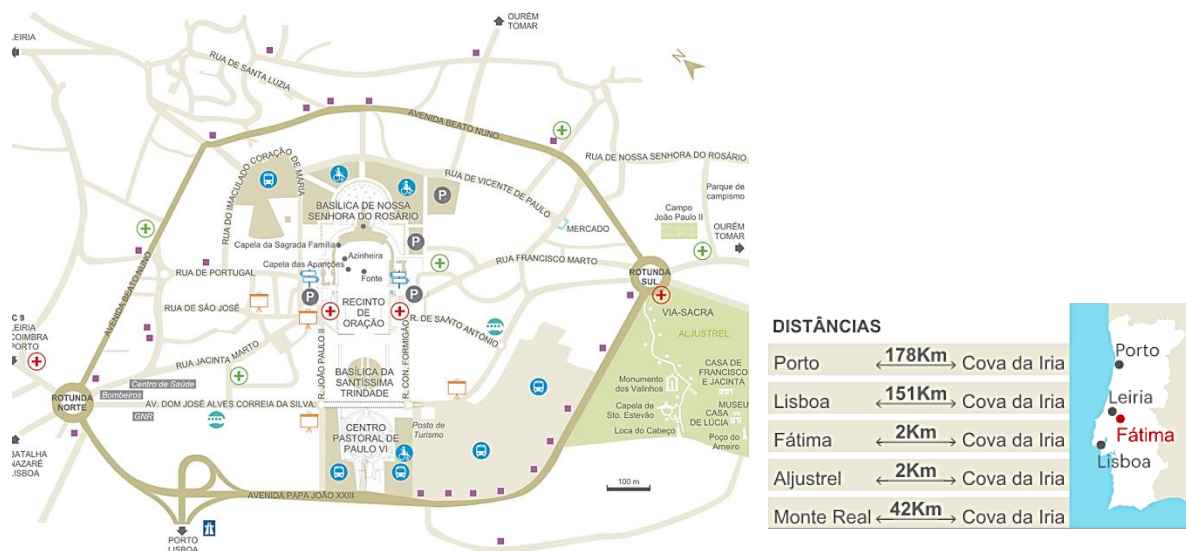 OURÉM
TOMAR
LEIRIA
RUA DE SANTA LUZIA
AVENIDA BEATO NUNO
RUA DE NOSSA SENHORA DO ROSÁRIO
RUA DO IMACULADO CORAÇÃO
DE MARIA
P
RUA DE VICENTE DE PAULO
Parque de
campismo
BASÍLICA DE NOSSA
SENHORA DO ROSÁRIO
Campo
João Paulo II
MERCADO
OURÉM
TOMAR
AVENIDA BEATO NUNO
Capela da Sagrada Família
P
Azinheira
Capela das Aparições
Fonte
RUA DE PORTUGAL
RUA FRANCISCO MARTO
ROTUNDA
SUL
P
P
RUA DE SÃO JOSÉ
RECINTO
DE
ORAÇÃO
R. DE SANTO ANTÓNIO
VIA-SACRA
ALJUSTREL
C 9
LEIRIA
COIMBRA
PORTO
RUA JACINTA MARTO
R. JOÃO PAULO II
R. CON. FORMIGÃO
BASÍLICA DA
SANTÍSSIMA
TRINDADE
CASA DE
FRANCISCO
E JACINTA
Monumento
dos Valinhos
Centro de Saúde
Bombeiros
ROTUNDA
NORTE
GNR
AV. DOM JOSÉ ALVES CORREIA DA SILVA
Capela de
Sto. Estevão
MUSEU
CASA
DE LÚCIA
Loca do Cabeço
Poço do
Arneiro
Posto de
Turismo
CENTRO
PASTORAL DE
PAULO VI
BATALHA
NAZARÉ
LISBOA
100 m
AVENIDA PAPA JOÃO XXIII
PORTO
LISBOA
DISTÂNCIAS
Porto 178Km Cova da Iria
Lisboa 151Km Cova da Iria
Fátima 2Km Cova da Iria
Aljustrel 2Km Cova da Iria
Monte Real 42Km Cova da Iria
Porto
Leiria
Fátima
Lisboa